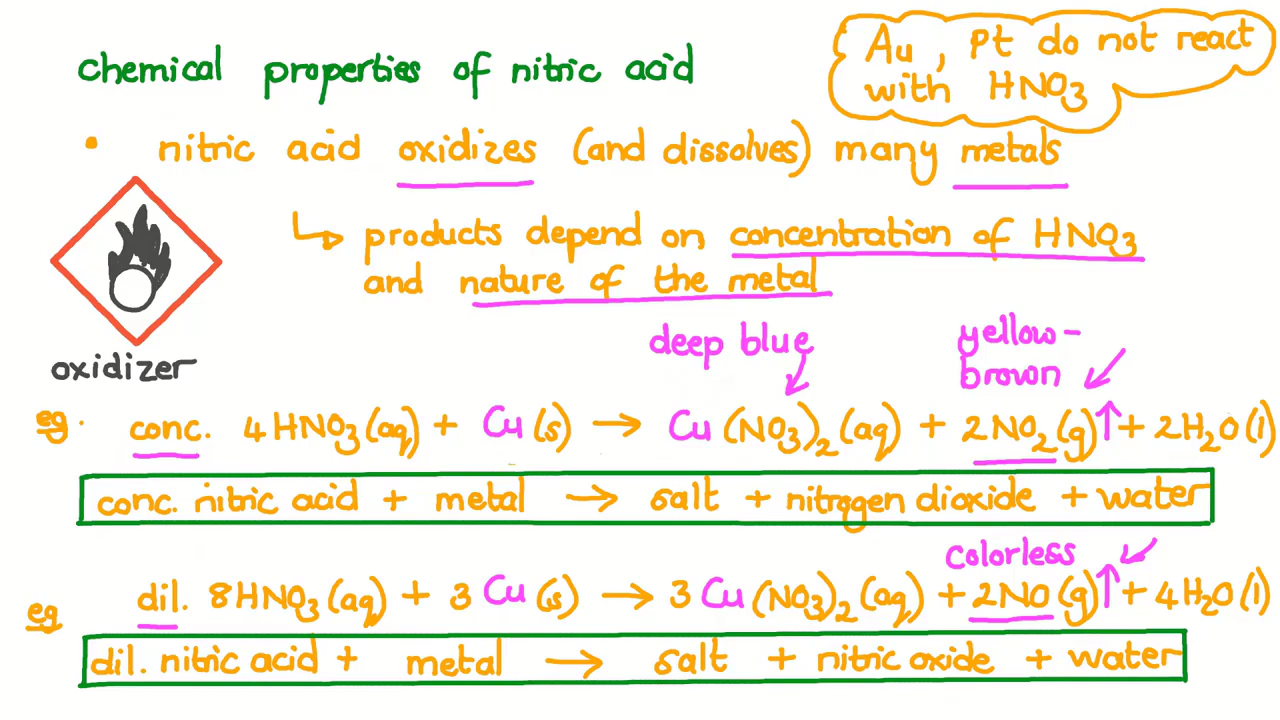 chemical properties of nitric acid
Au, Pt do not react
with HNO₃
• nitric acid oxidizes (and dissolves) many metals
↳ products depend on concentration of HNO₃
and nature of the metal
oxidizer
deep blue
yellow-
brown
eg. conc. 4HNO₃(aq) + Cu(s) → Cu(NO₃)₂(aq) + 2NO₂(g)↑ + 2H₂O(l)
conc. nitric acid + metal → salt + nitrogen dioxide + water
colorless
eg dil. 8HNO₃(aq) + 3Cu(s) → 3Cu(NO₃)₂(aq) + 2NO(g)↑ + 4H₂O(l)
dil. nitric acid + metal → salt + nitric oxide + water